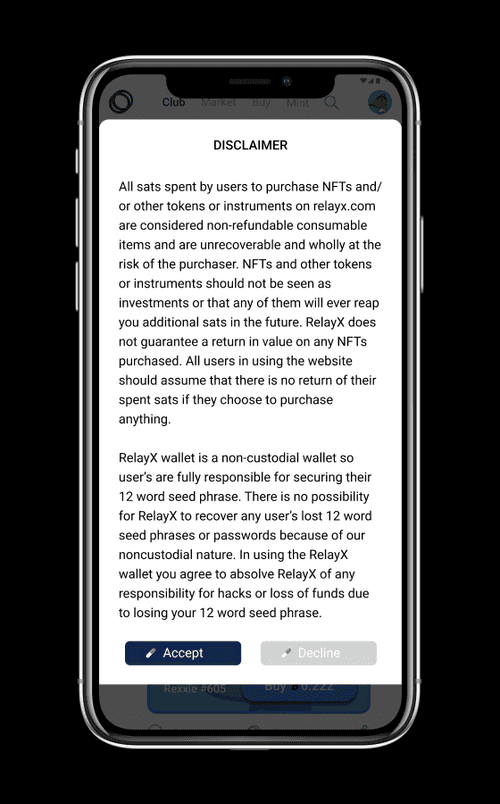 Club Market Buy Mint
DISCLAIMER
All sats spent by users to purchase NFTs and/
or other tokens or instruments on relayx.com
are considered non-refundable consumable
items and are unrecoverable and wholly at the
risk of the purchaser. NFTs and other tokens
or instruments should not be seen as
investments or that any of them will ever reap
you additional sats in the future. RelayX does
not guarantee a return in value on any NFTs
purchased. All users in using the website
should assume that there is no return of their
spent sats if they choose to purchase
anything.
RelayX wallet is a non-custodial wallet so
user's are fully responsible for securing their
12 word seed phrase. There is no possibility
for RelayX to recover any user's lost 12 word
seed phrases or passwords because of our
noncustodial nature. In using the RelayX
wallet you agree to absolve RelayX of any
responsibility for hacks or loss of funds due
to losing your 12 word seed phrase.
Accept Decline
Rexxie #605 Buy 0.222